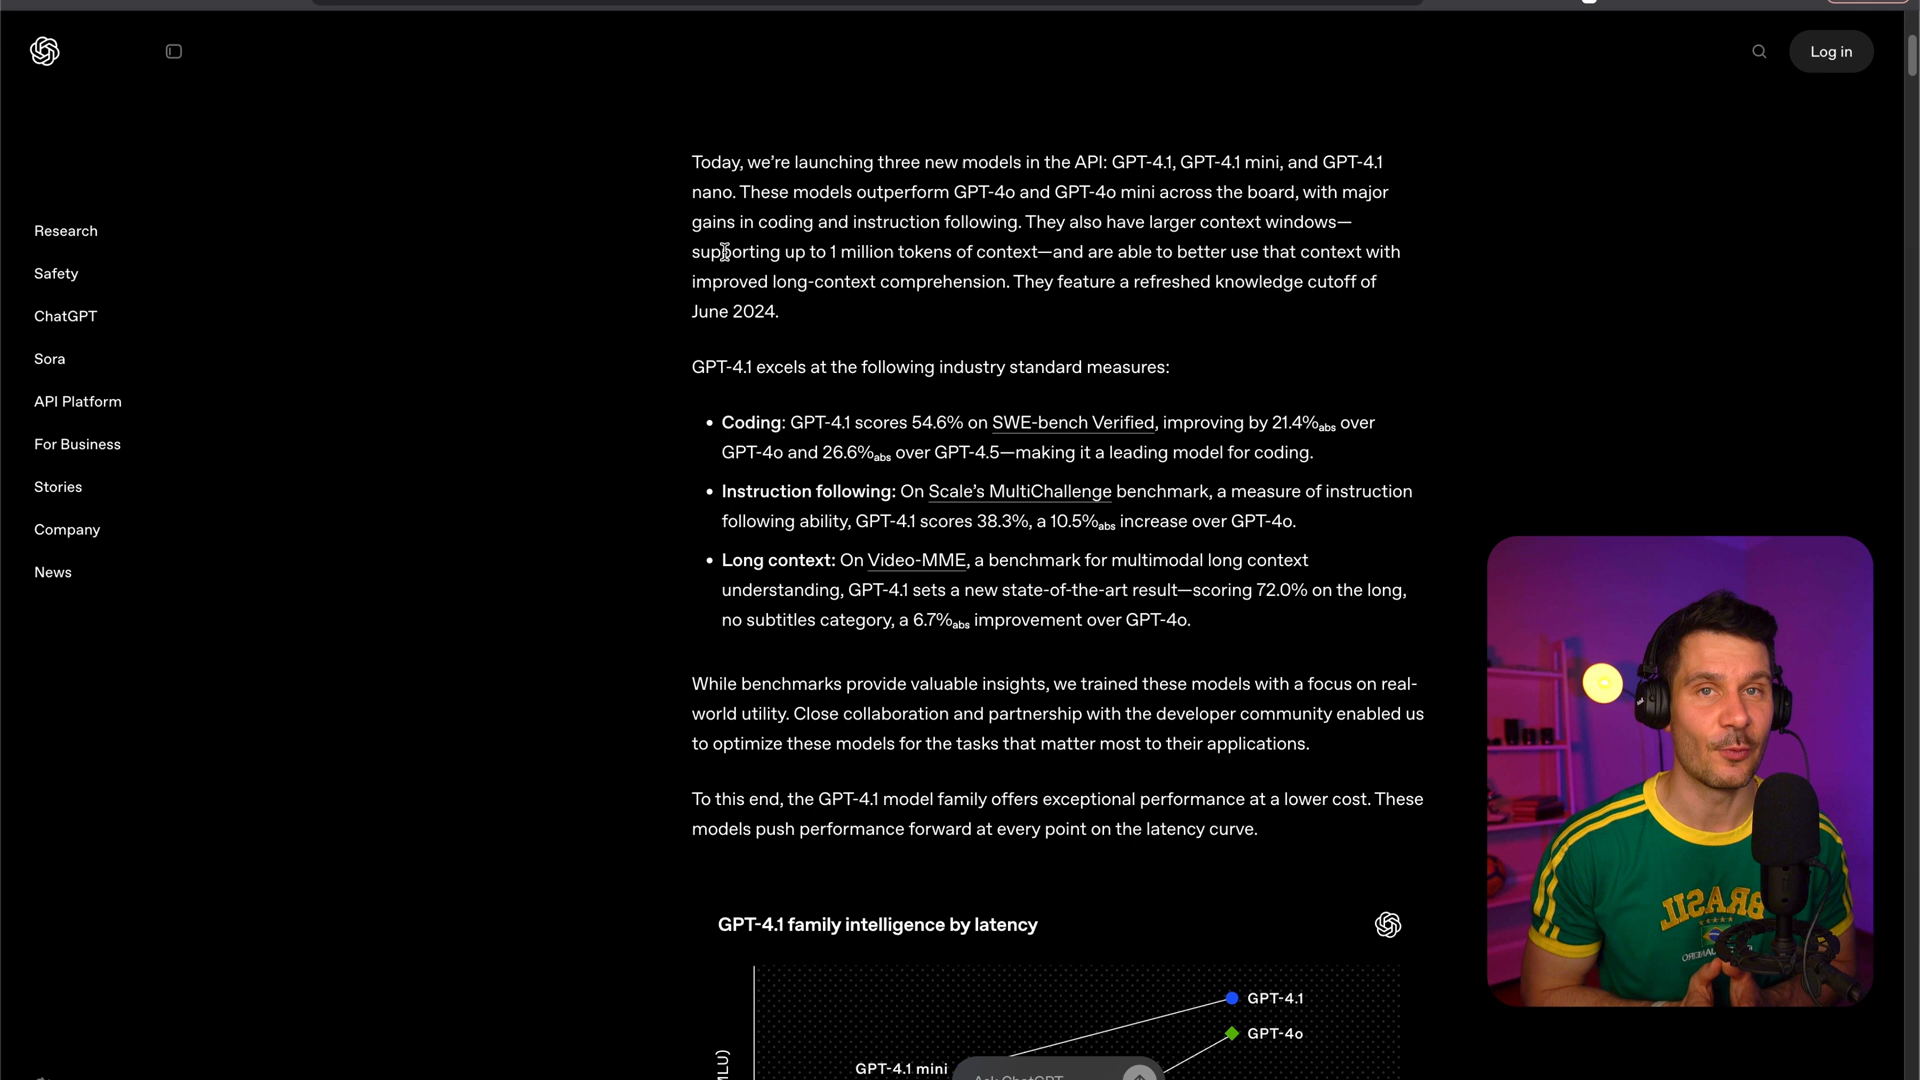 Log in
Today, we’re launching three new models in the API: GPT-4.1, GPT-4.1 mini, and GPT-4.1
nano. These models outperform GPT-4o and GPT-4o mini across the board, with major
gains in coding and instruction following. They also have larger context windows—
supporting up to 1 million tokens of context—and are able to better use that context with
improved long-context comprehension. They feature a refreshed knowledge cutoff of
June 2024.
Research
Safety
ChatGPT
Sora
API Platform
For Business
Stories
Company
News
GPT-4.1 excels at the following industry standard measures:
• Coding: GPT-4.1 scores 54.6% on SWE-bench Verified, improving by 21.4%abs over
GPT-4o and 26.6%abs over GPT-4.5—making it a leading model for coding.
• Instruction following: On Scale’s MultiChallenge benchmark, a measure of instruction
following ability, GPT-4.1 scores 38.3%, a 10.5%abs increase over GPT-4o.
• Long context: On Video-MME, a benchmark for multimodal long context
understanding, GPT-4.1 sets a new state-of-the-art result—scoring 72.0% on the long,
no subtitles category, a 6.7%abs improvement over GPT-4o.
While benchmarks provide valuable insights, we trained these models with a focus on real-
world utility. Close collaboration and partnership with the developer community enabled us
to optimize these models for the tasks that matter most to their applications.
To this end, the GPT-4.1 model family offers exceptional performance at a lower cost. These
models push performance forward at every point on the latency curve.
GPT-4.1 family intelligence by latency
GPT-4.1
GPT-4o
GPT-4.1 mini
Ask ChatGPT
BRASIL